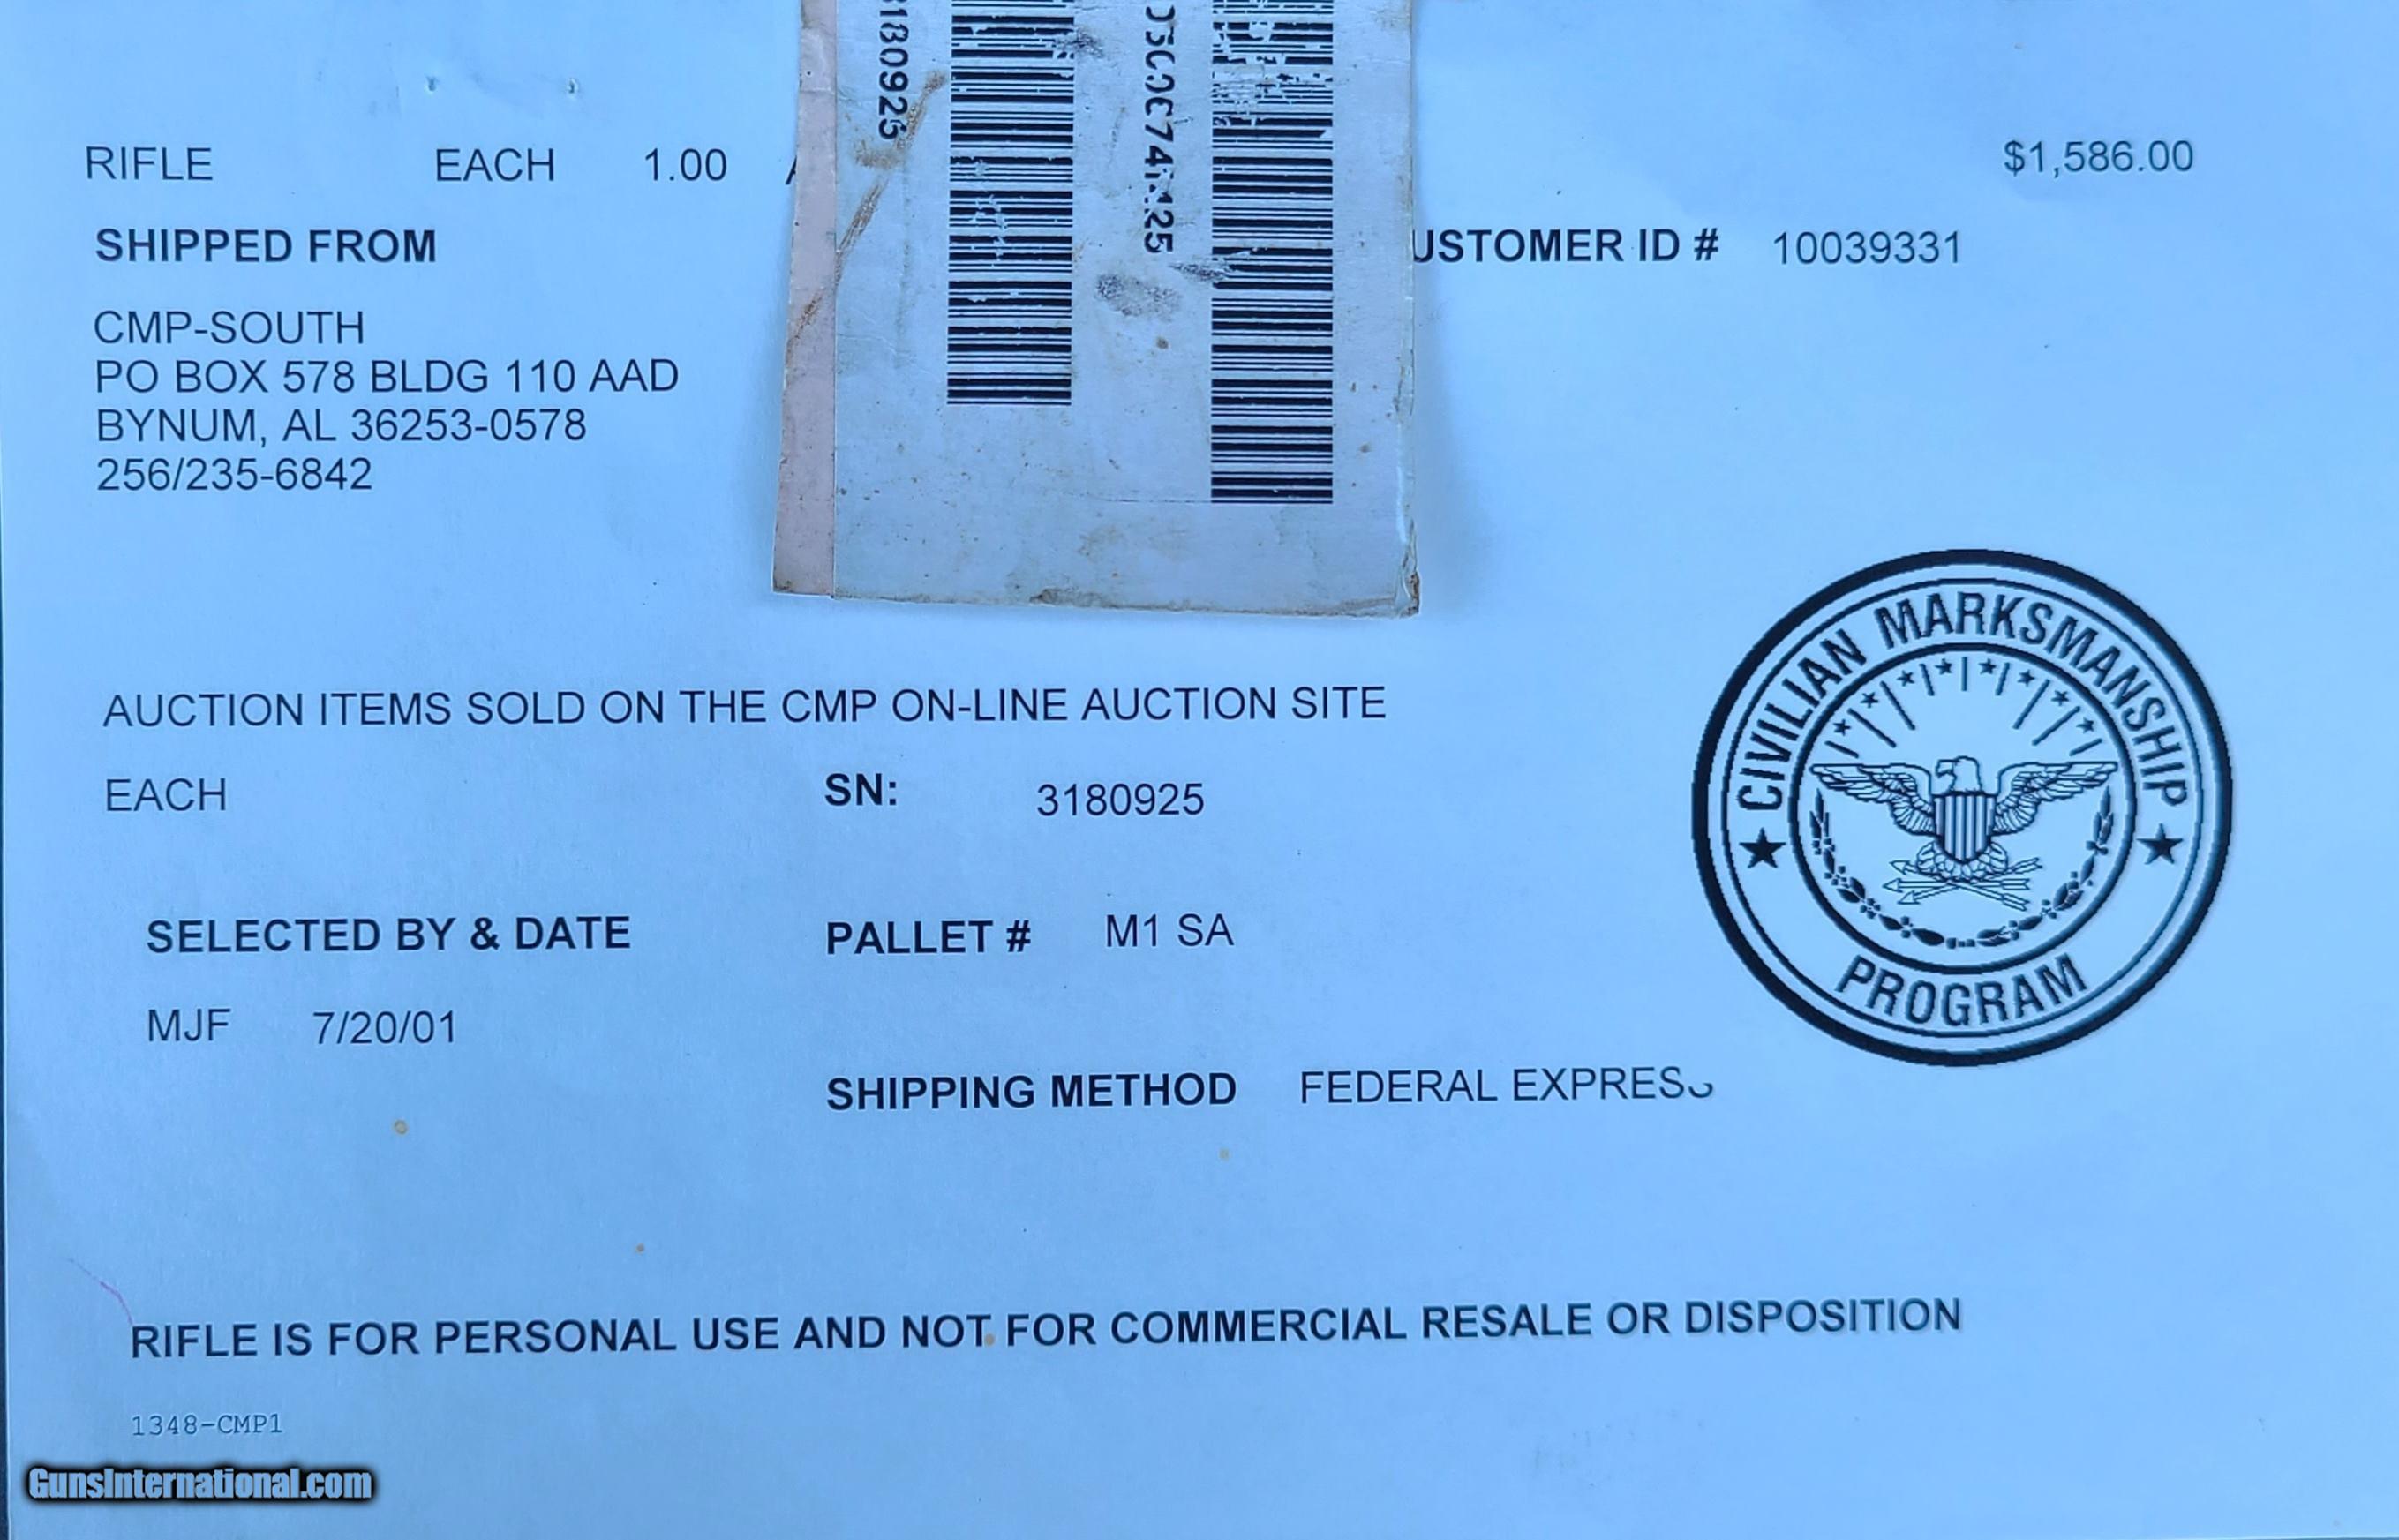 RIFLE EACH 1.00 $1,586.00
SHIPPED FROM
USTOMER ID # 10039331
CMP-SOUTH
PO BOX 578 BLDG 110 AAD
BYNUM, AL 36253-0578
256/235-6842
180925
AUCTION ITEMS SOLD ON THE CMP ON-LINE AUCTION SITE
EACH SN: 3180925
SELECTED BY & DATE PALLET # M1 SA
MJF 7/20/01
SHIPPING METHOD FEDERAL EXPRESS
CIVILIAN MARKSMANSHIP
PROGRAM
RIFLE IS FOR PERSONAL USE AND NOT FOR COMMERCIAL RESALE OR DISPOSITION
1348-CMP1
GunsInternational.com